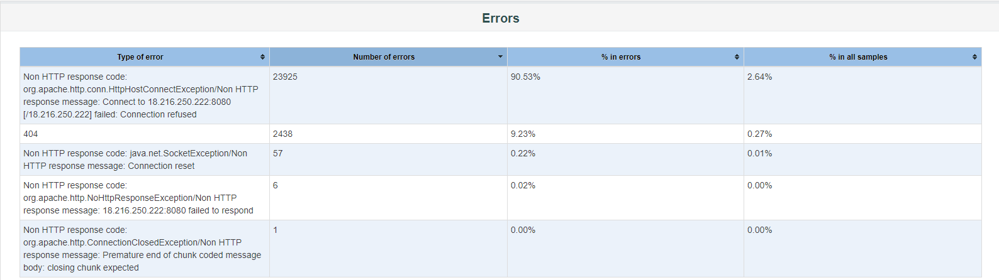 Errors
Type of error Number of errors % in errors % in all samples
Non HTTP response code: 23925 90.53% 2.64%
org.apache.http.conn.HttpHostConnectException/Non HTTP
response message: Connect to 18.216.250.222:8080
[/18.216.250.222] failed: Connection refused
404 2438 9.23% 0.27%
Non HTTP response code: java.net.SocketException/Non 57 0.22% 0.01%
HTTP response message: Connection reset
Non HTTP response code: 6 0.02% 0.00%
org.apache.http.NoHttpResponseException/Non HTTP
response message: 18.216.250.222:8080 failed to respond
Non HTTP response code: 1 0.00% 0.00%
org.apache.http.ConnectionClosedException/Non HTTP
response message: Premature end of chunk coded message
body: closing chunk expected